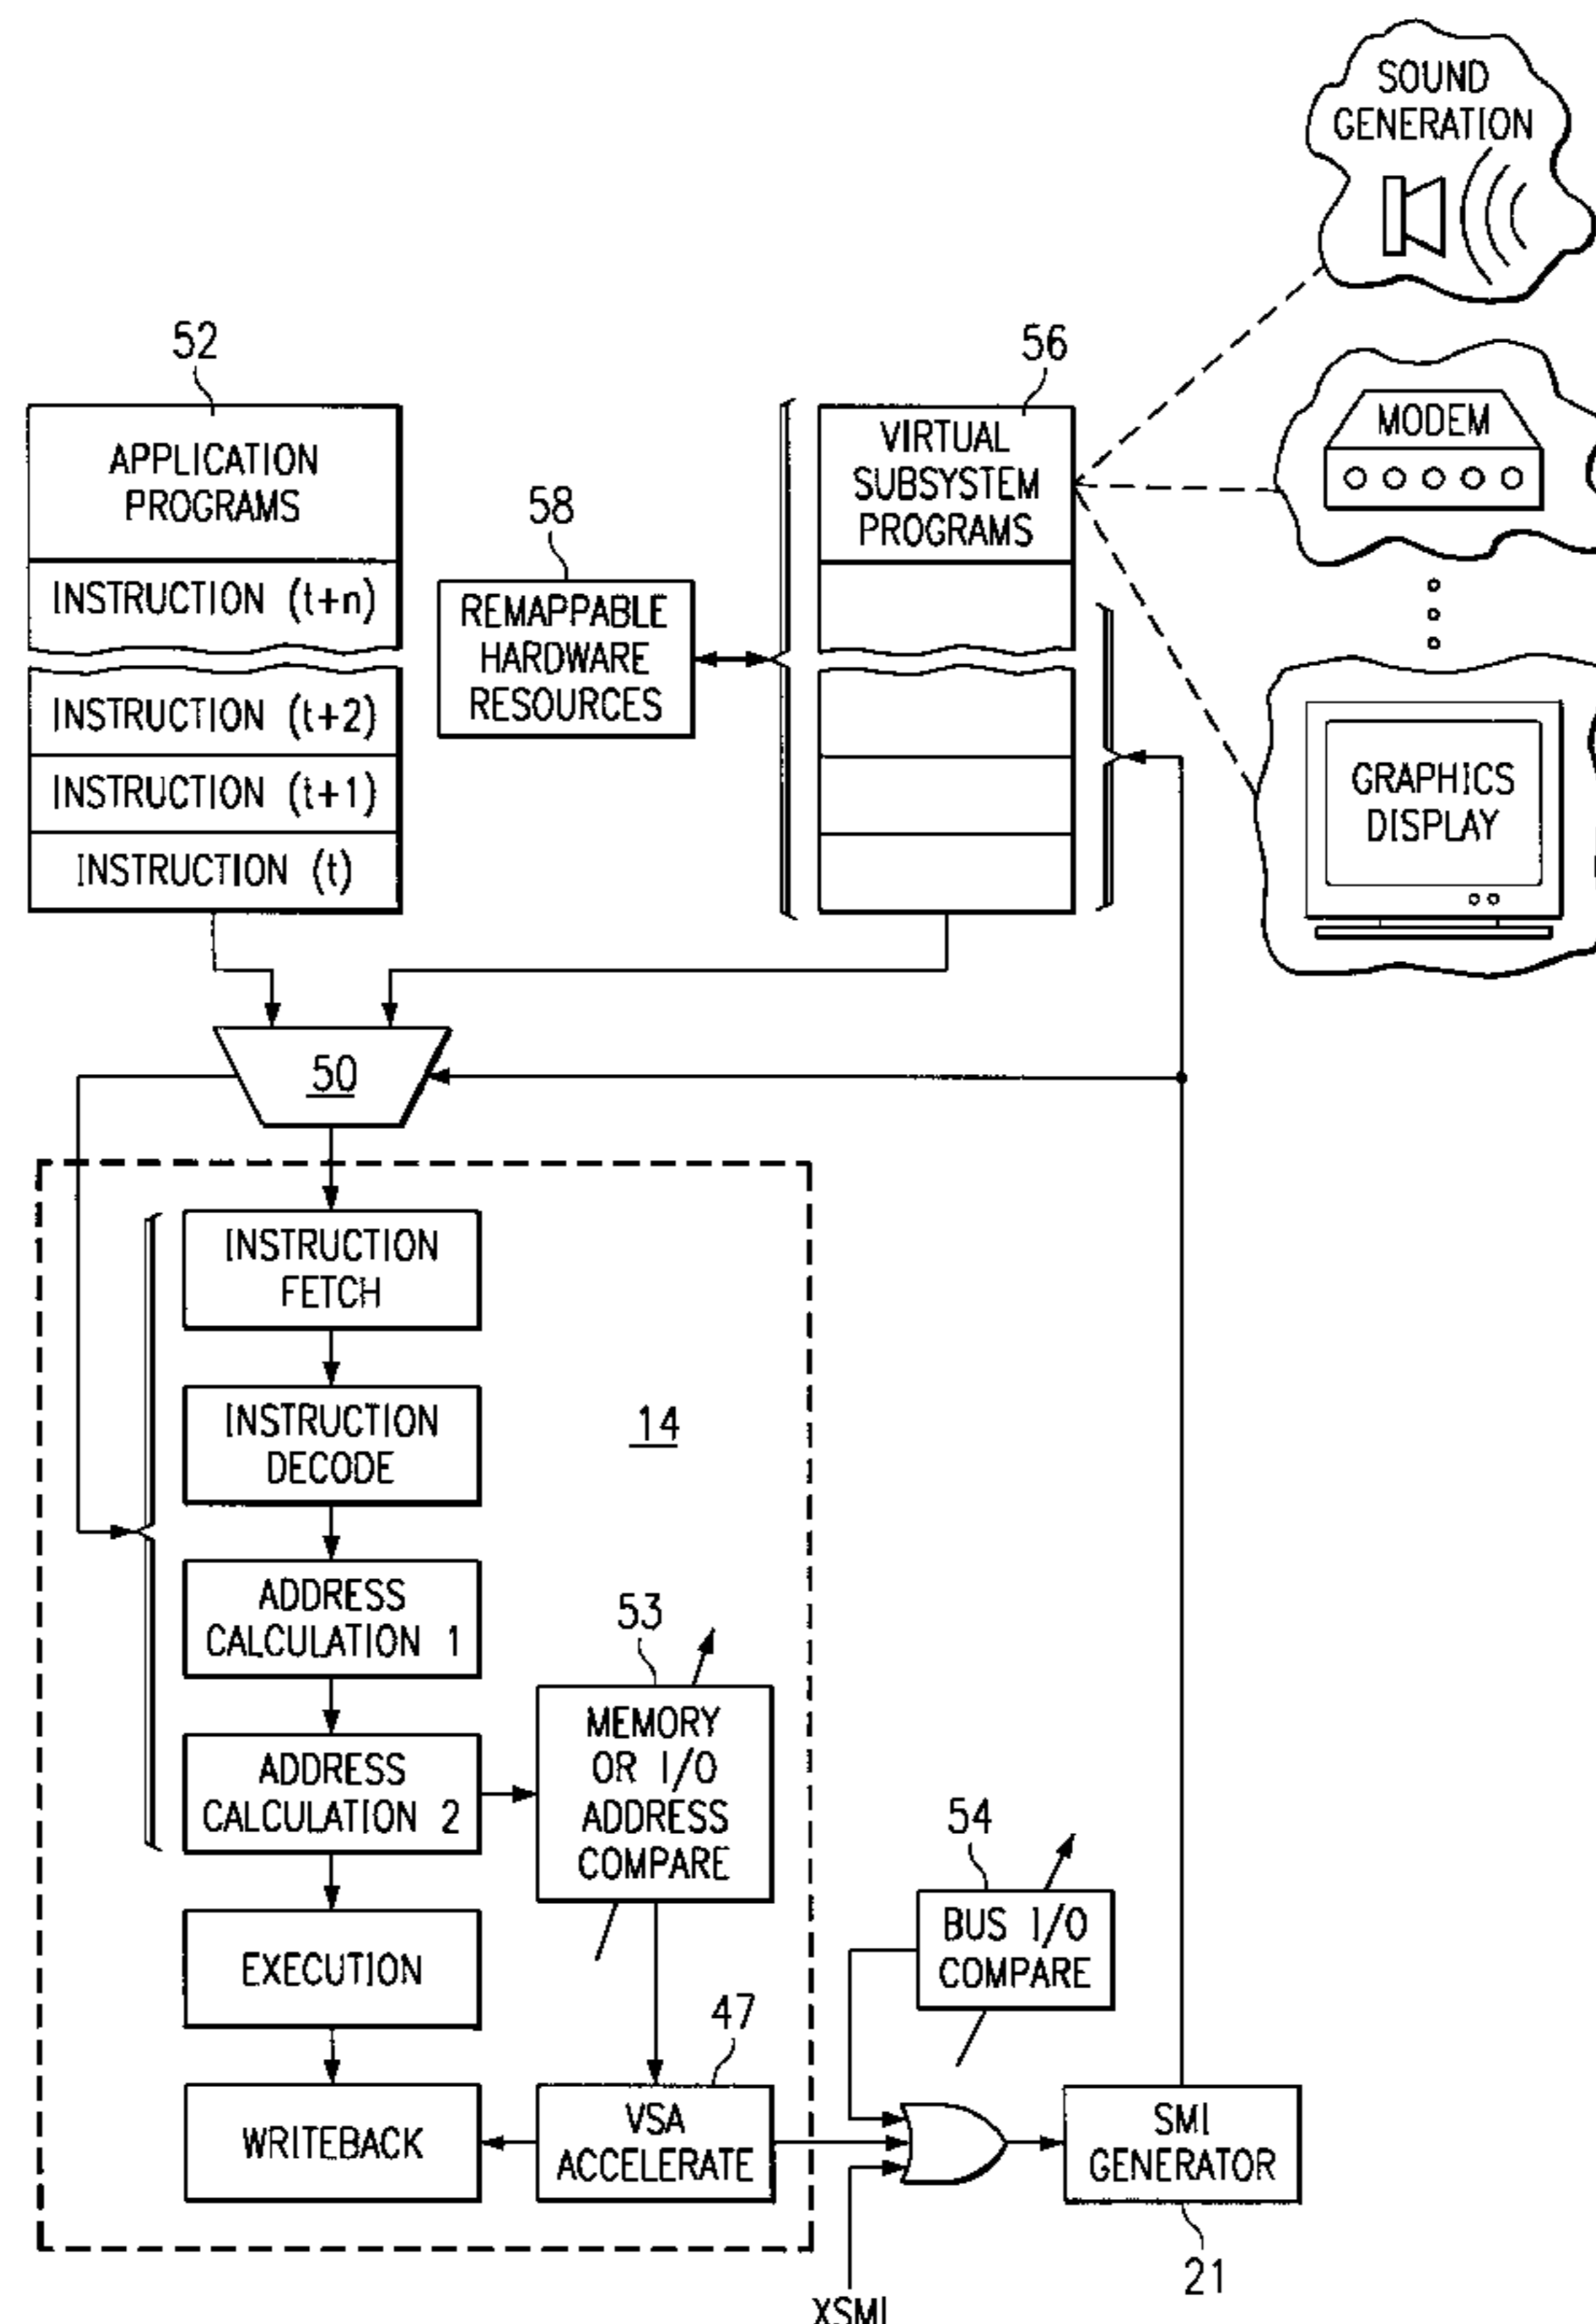 SOUND
GENERATION
52
56
APPLICATION
PROGRAMS
VIRTUAL
SUBSYSTEM
PROGRAMS
MODEM
58
INSTRUCTION (t+n)
REMAPPABLE
HARDWARE
RESOURCES
INSTRUCTION (t+2)
INSTRUCTION (t+1)
INSTRUCTION (t)
GRAPHICS
DISPLAY
50
INSTRUCTION
FETCH
INSTRUCTION
DECODE
14
ADDRESS
CALCULATION 1
53
ADDRESS
CALCULATION 2
MEMORY
OR I/O
ADDRESS
COMPARE
54
BUS I/O
COMPARE
EXECUTION
47
WRITEBACK
VSA
ACCELERATE
SMI
GENERATOR
21
XSMI